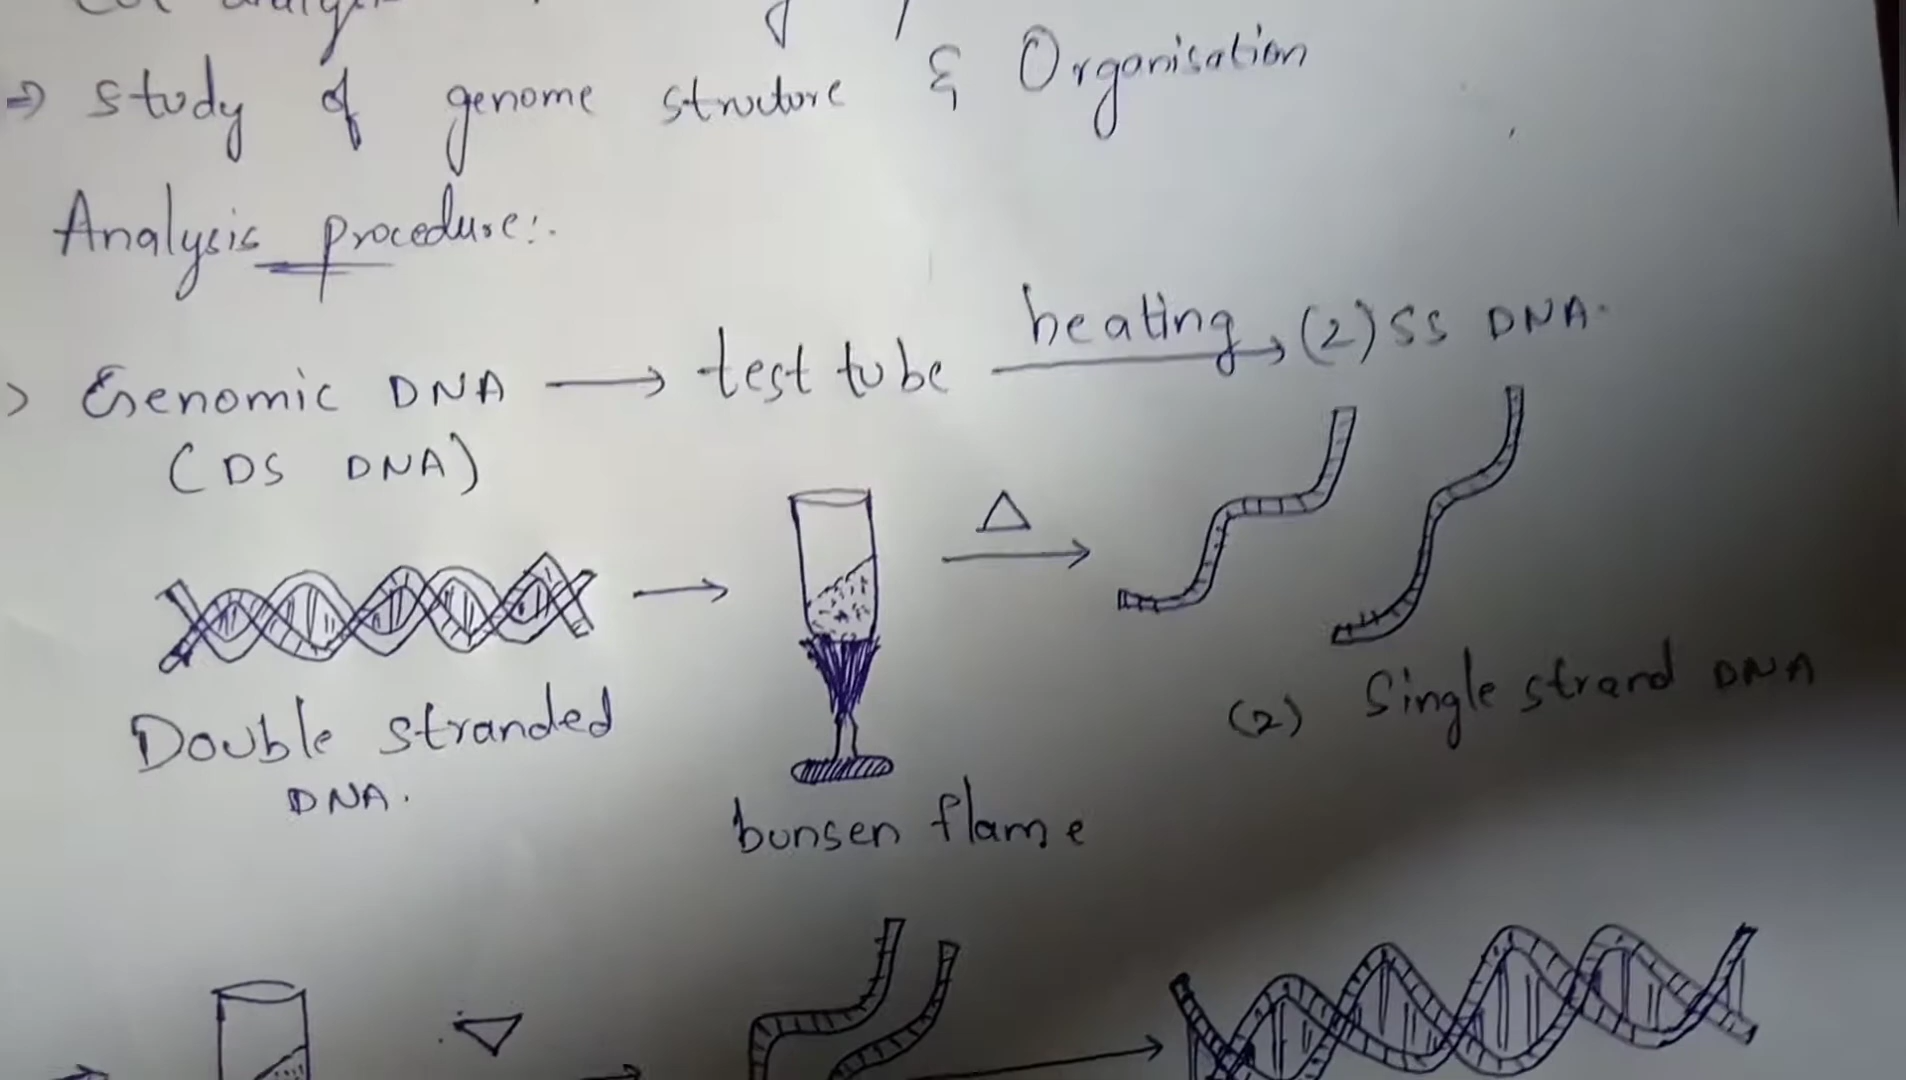 ⇒ study of genome structure & Organisation
Analysis procedure:.
> Genomic DNA → test tube heating → (2) SS DNA.
(DS DNA)
Δ
Double stranded
DNA.
(2) Single strand DNA
bunsen flame